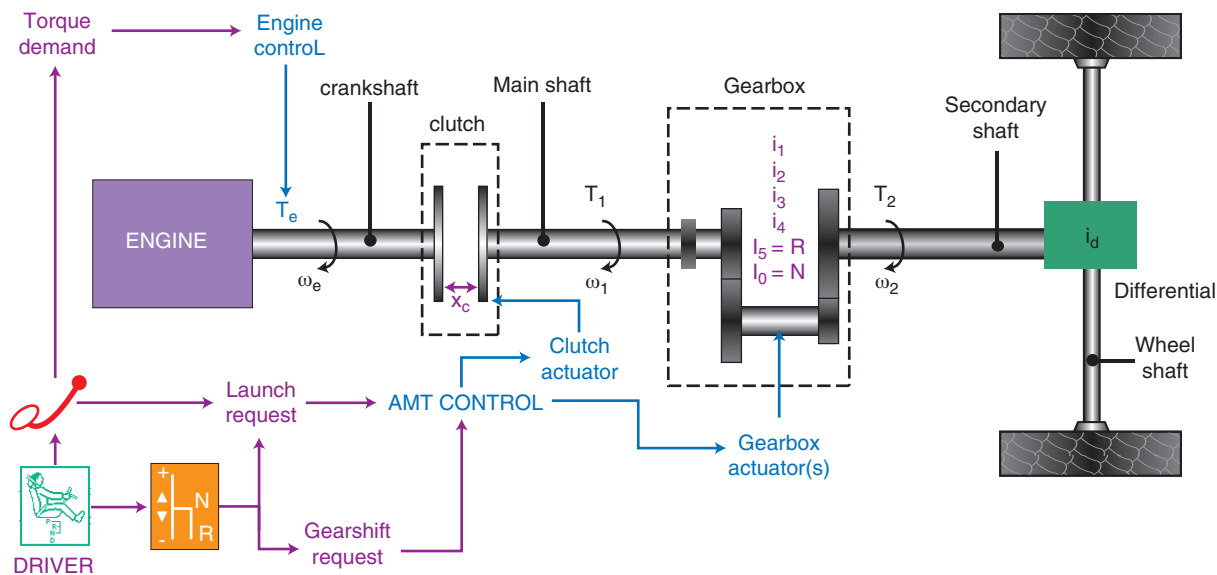 Torque
demand
Engine
controL
crankshaft
Main shaft
Gearbox
clutch
Secondary
shaft
ENGINE
T_e
ω_e
x_c
T_1
ω_1
i_1
i_2
i_3
i_4
I_5 = R
I_0 = N
T_2
ω_2
i_d
Differential
Wheel
shaft
Clutch
actuator
Launch
request
AMT CONTROL
Gearbox
actuator(s)
P
R
N
D
DRIVER
+
N
R
-
Gearshift
request